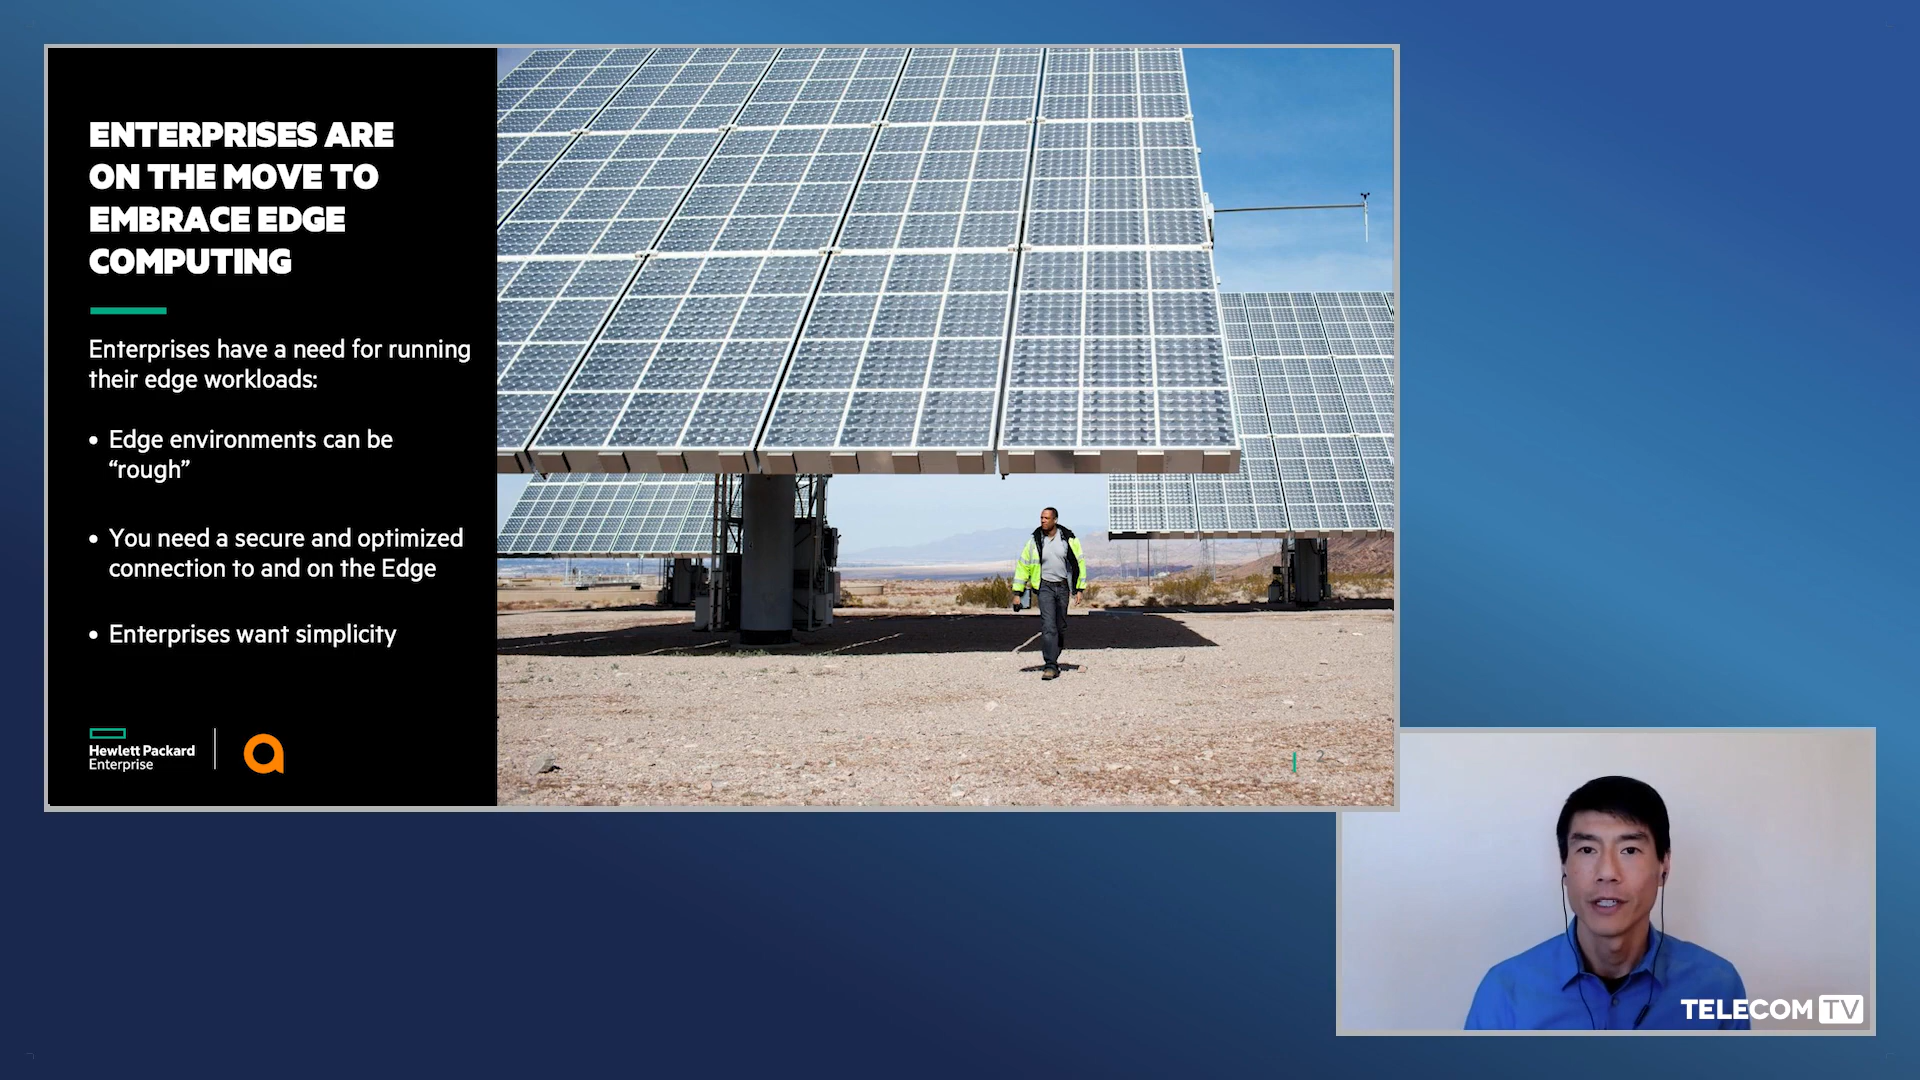 ENTERPRISES ARE
ON THE MOVE TO
EMBRACE EDGE
COMPUTING
Enterprises have a need for running
their edge workloads:
• Edge environments can be
“rough”
• You need a secure and optimized
connection to and on the Edge
• Enterprises want simplicity
Hewlett Packard
Enterprise
a
2
TELECOM TV